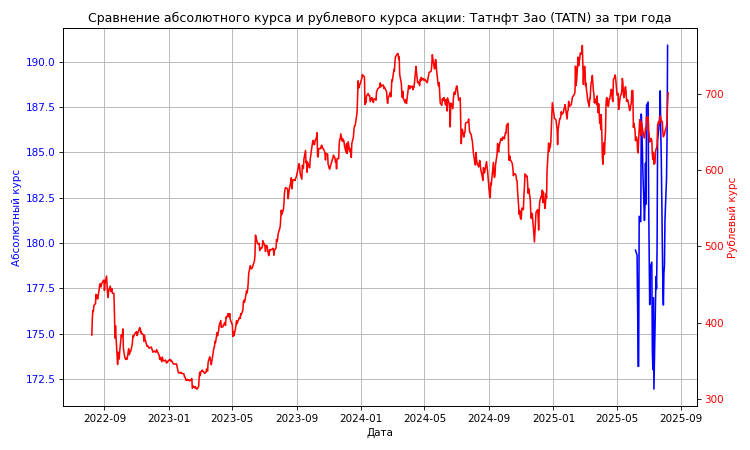 Сравнение абсолютного курса и рублевого курса акции: Татнфт 3ао (TATN) за три года
Абсолютный курс
190.0
187.5
185.0
182.5
180.0
177.5
175.0
172.5
700
600
500
400
300
Рублевый курс
2022-09 2023-01 2023-05 2023-09 2024-01 2024-05 2024-09 2025-01 2025-05 2025-09
Дата